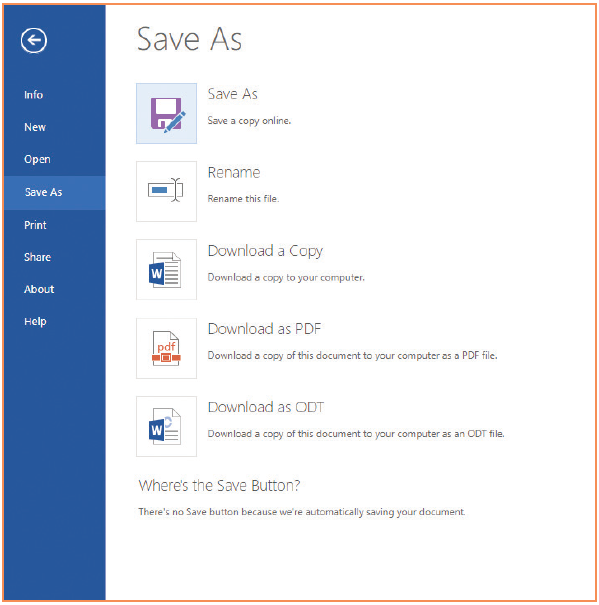 Save As
Info
New
Open
Save As
Print
Share
About
Help
Save As
Save a copy online.
Rename
Rename this file.
Download a Copy
Download a copy to your computer.
pdf
Download as PDF
Download a copy of this document to your computer as a PDF file.
Download as ODT
Download a copy of this document to your computer as an ODT file.
Where's the Save Button?
There's no Save button because we're automatically saving your document.
W
W